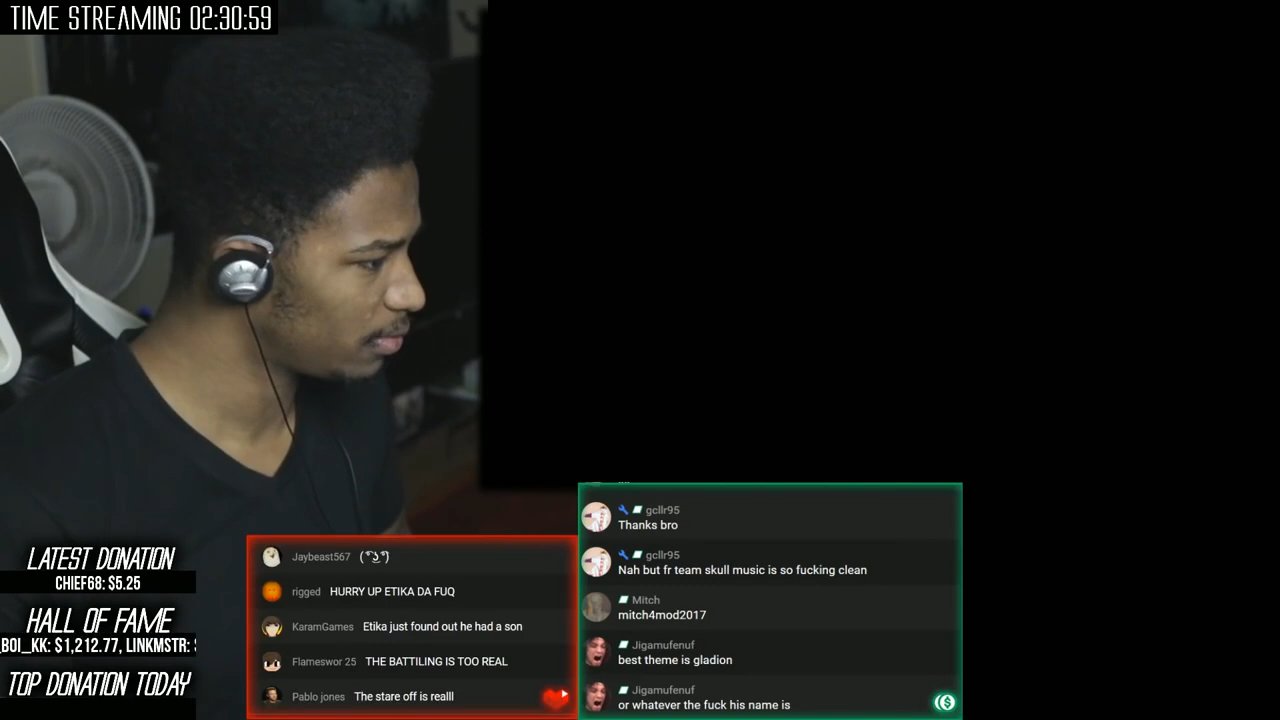 TIME STREAMING 02:30:59
LATEST DONATION
CHIEF68: $5.25
HALL OF FAME
_BOI_KK: $1,212.77, LINKMSTR:
TOP DONATION TODAY
Jaybeast567 ( ͡° ͜ʖ ͡°)
rigged HURRY UP ETIKA DA FUQ
KaramGames Etika just found out he had a son
Flameswor 25 THE BATTILING IS TOO REAL
Pablo jones The stare off is realll
gcllr95
Thanks bro
gcllr95
Nah but fr team skull music is so fucking clean
Mitch
mitch4mod2017
Jigamufenuf
best theme is gladion
Jigamufenuf
or whatever the fuck his name is